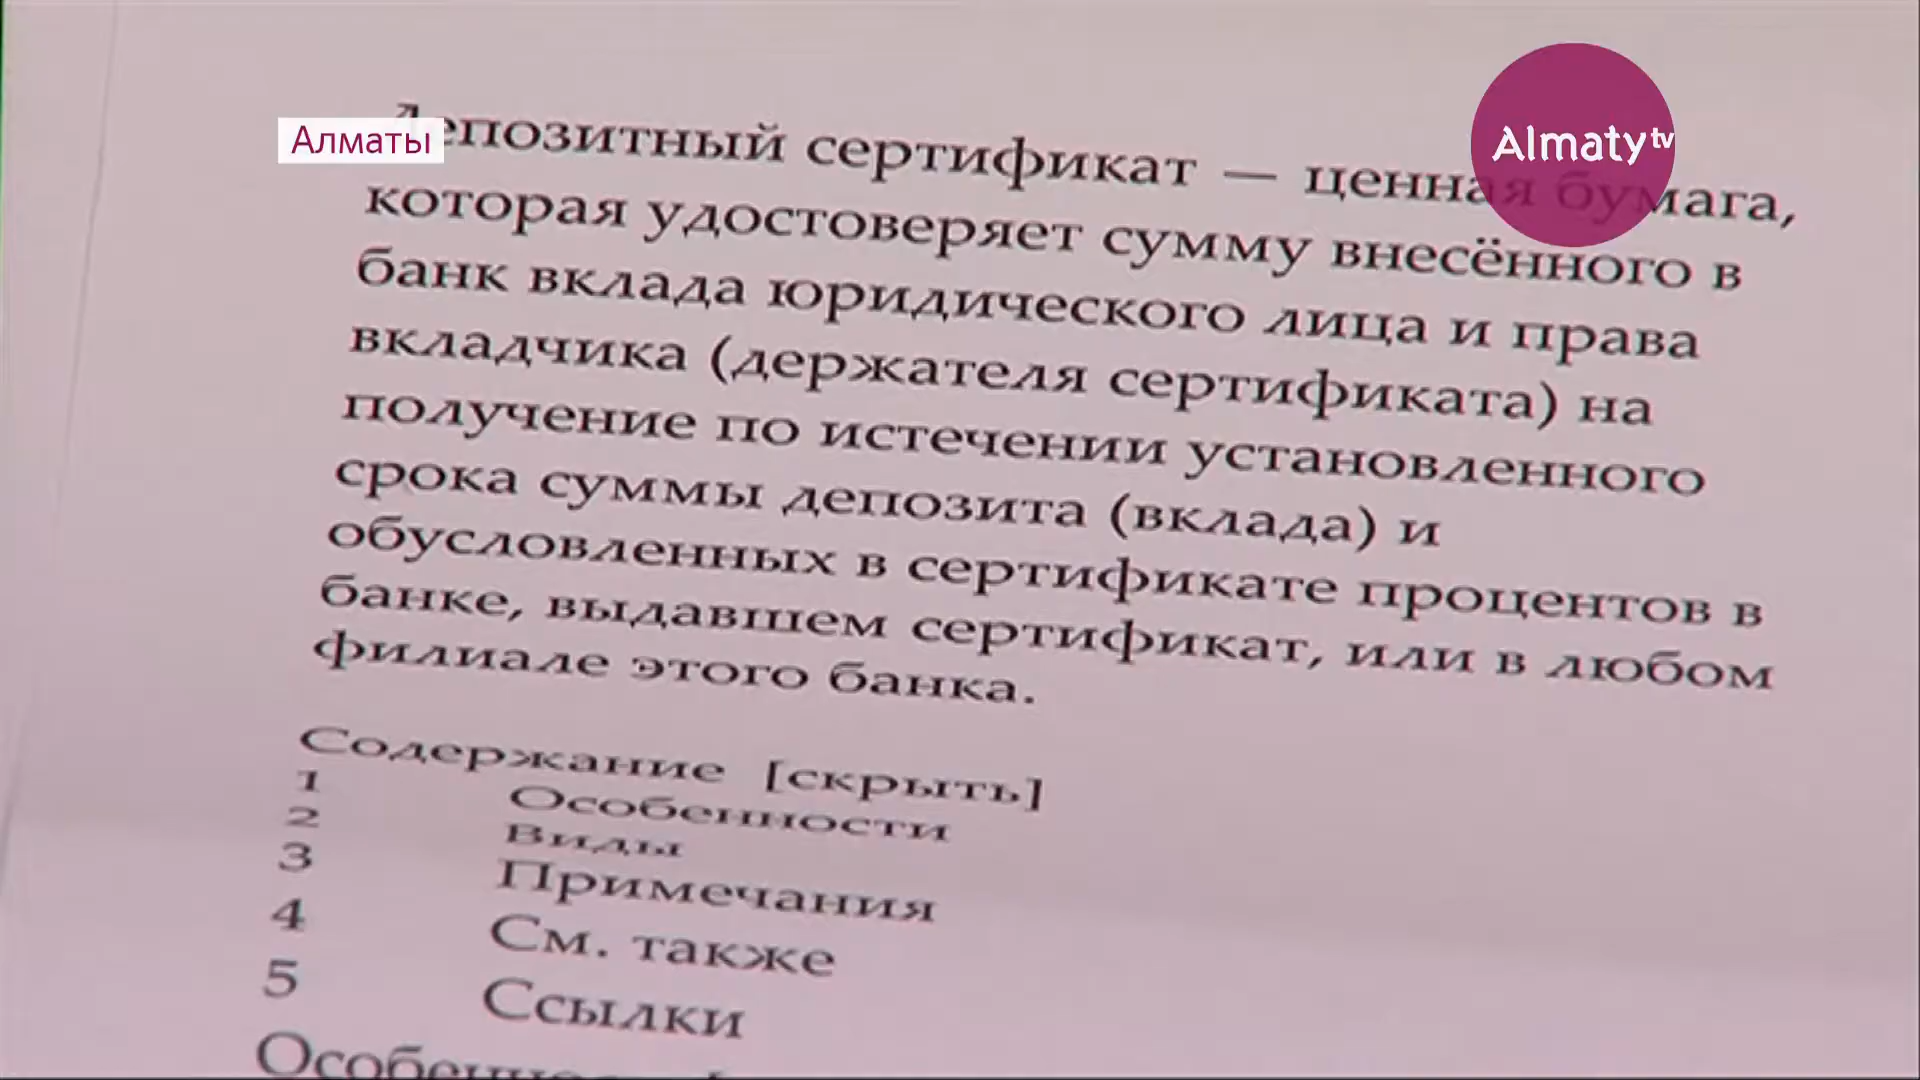 Алматы
Almaty tv
Депозитный сертификат — ценная бумага,
которая удостоверяет сумму внесённого в
банк вклада юридического лица и права
вкладчика (держателя сертификата) на
получение по истечении установленного
срока суммы депозита (вклада) и
обусловленных в сертификате процентов в
банке, выдавшем сертификат, или в любом
филиале этого банка.
Содержание [скрыть]
1 Особенности
2 Виды
3 Примечания
4 См. также
5 Ссылки